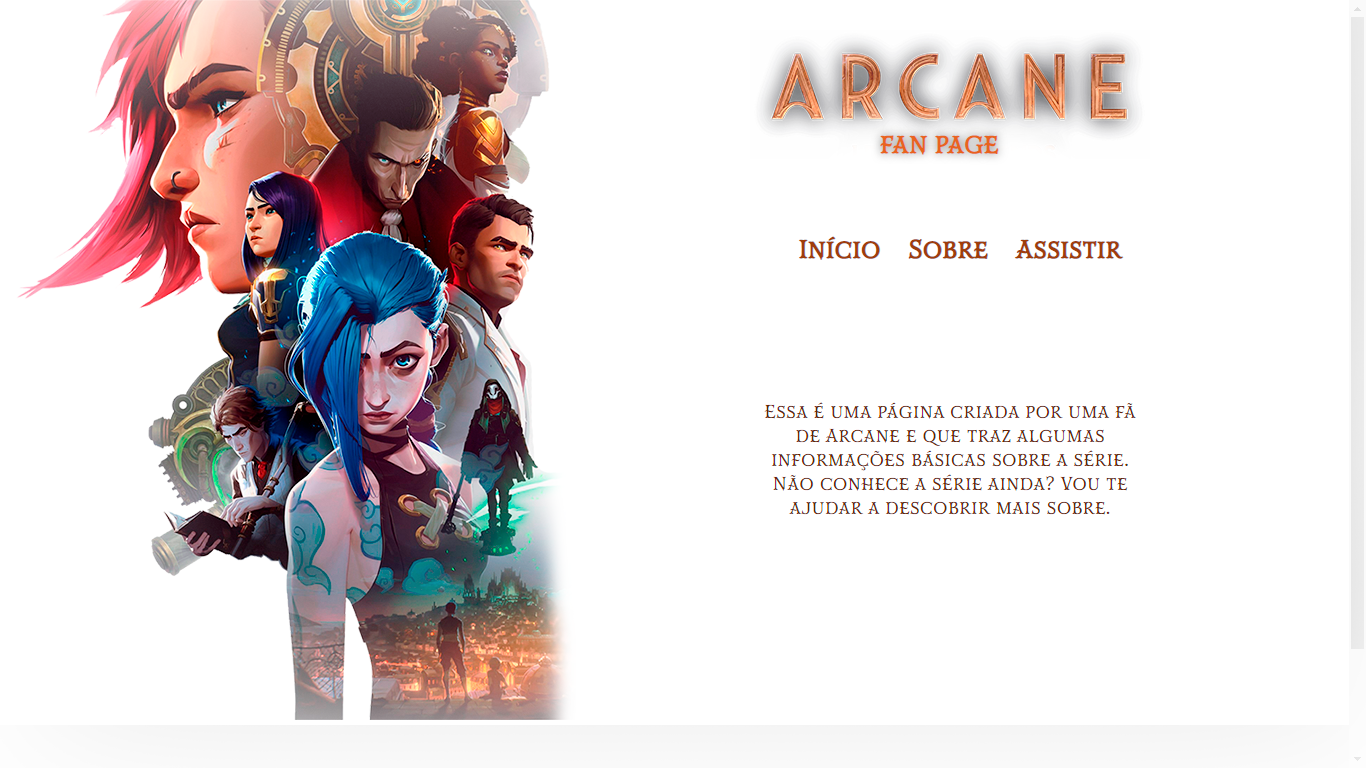 ARCANE
FAN PAGE
Início Sobre Assistir
Essa é uma página criada por uma fã
de Arcane e que traz algumas
informações básicas sobre a série.
Não conhece a série ainda? Vou te
ajudar a descobrir mais sobre.